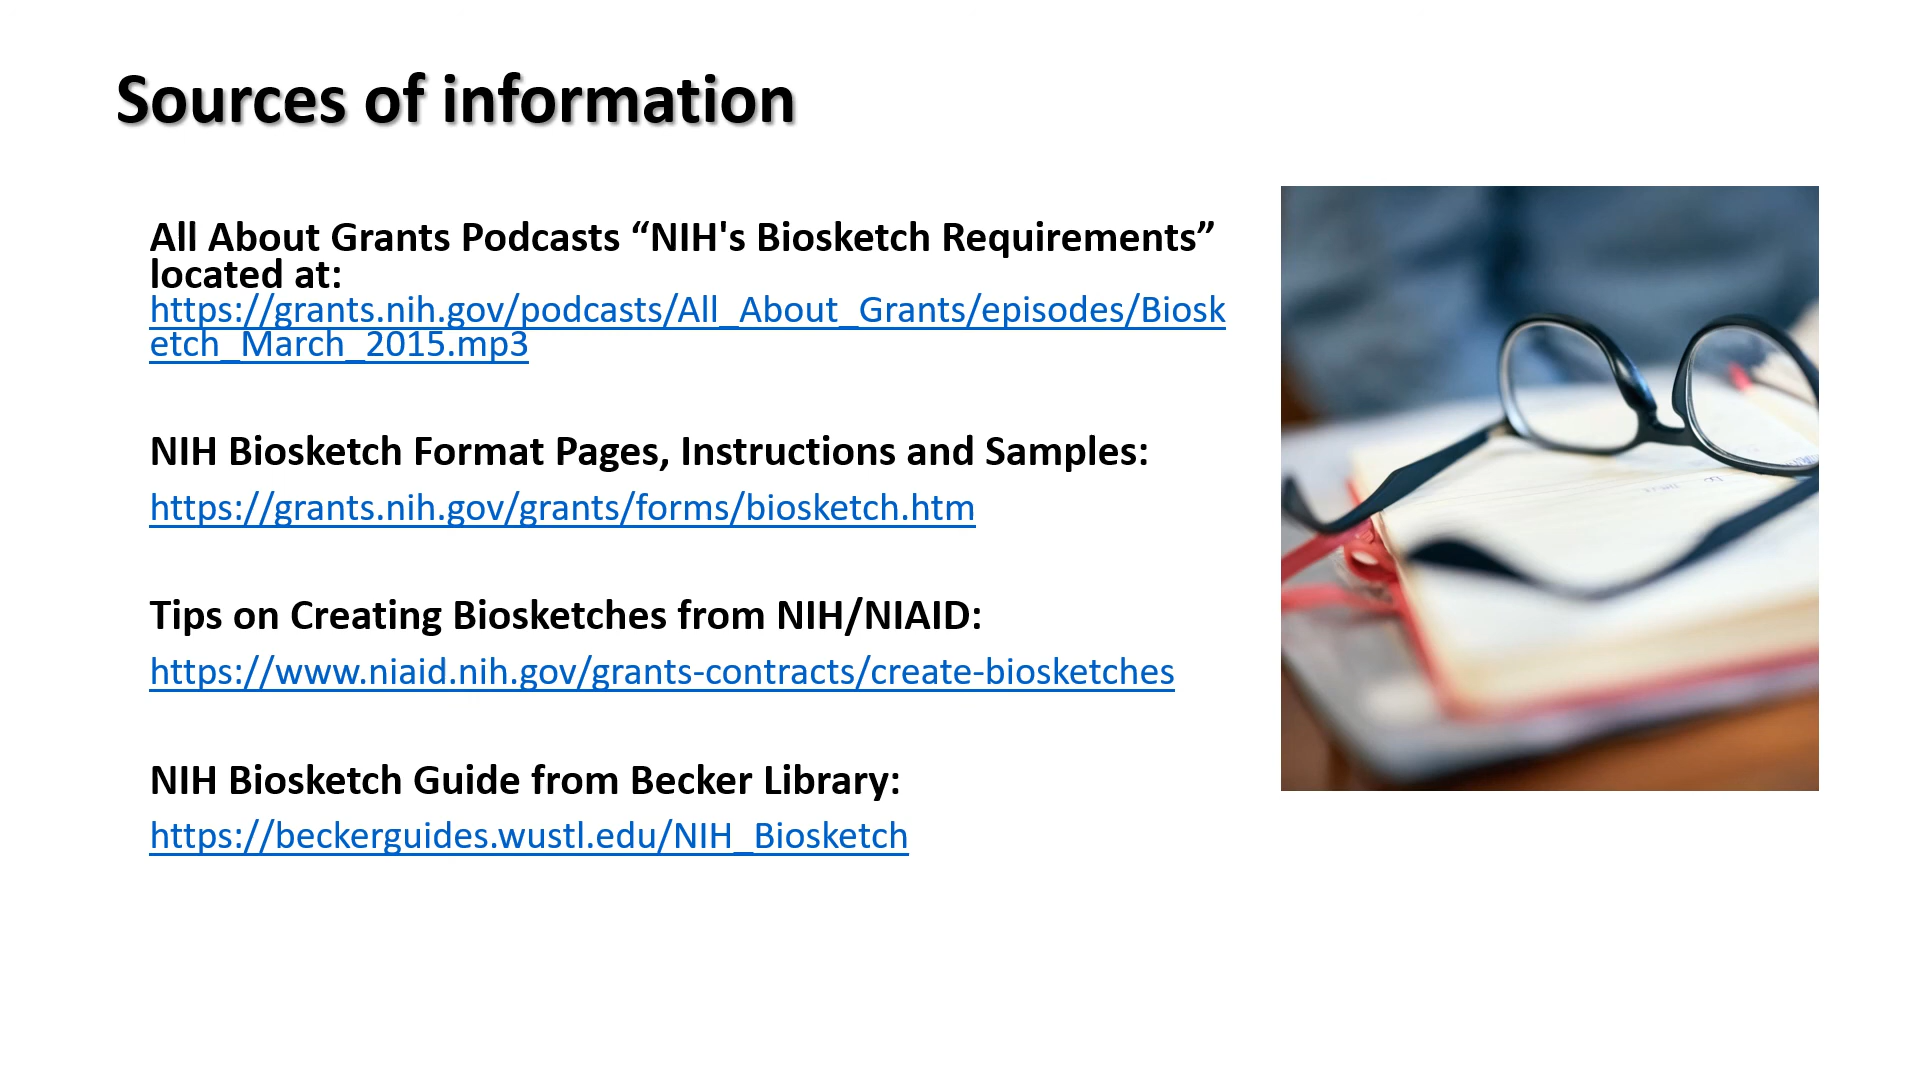 Sources of information
All About Grants Podcasts “NIH's Biosketch Requirements”
located at:
https://grants.nih.gov/podcasts/All_About_Grants/episodes/Biosk
etch_March_2015.mp3
NIH Biosketch Format Pages, Instructions and Samples:
https://grants.nih.gov/grants/forms/biosketch.htm
Tips on Creating Biosketches from NIH/NIAID:
https://www.niaid.nih.gov/grants-contracts/create-biosketches
NIH Biosketch Guide from Becker Library:
https://beckerguides.wustl.edu/NIH_Biosketch